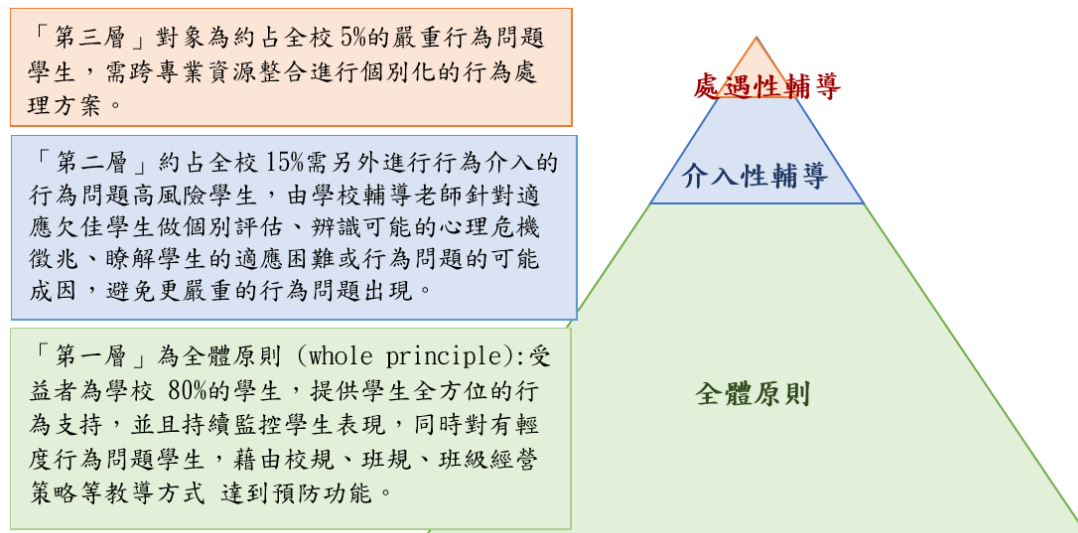 「第三層」對象為約占全校 5%的嚴重行為問題
學生，需跨專業資源整合進行個別化的行為處
理方案。
處遇性輔導
「第二層」約占全校 15%需另外進行行為介入的
行為問題高風險學生，由學校輔導老師針對適
應欠佳學生做個別評估、辨識可能的心理危機
徵兆、瞭解學生的適應困難或行為問題的可能
成因，避免更嚴重的行為問題出現。
介入性輔導
「第一層」為全體原則 (whole principle):受
益者為學校 80%的學生，提供學生全方位的行
為支持，並且持續監控學生表現，同時對有輕
度行為問題學生，藉由校規、班規、班級經營
策略等教導方式 達到預防功能。
全體原則